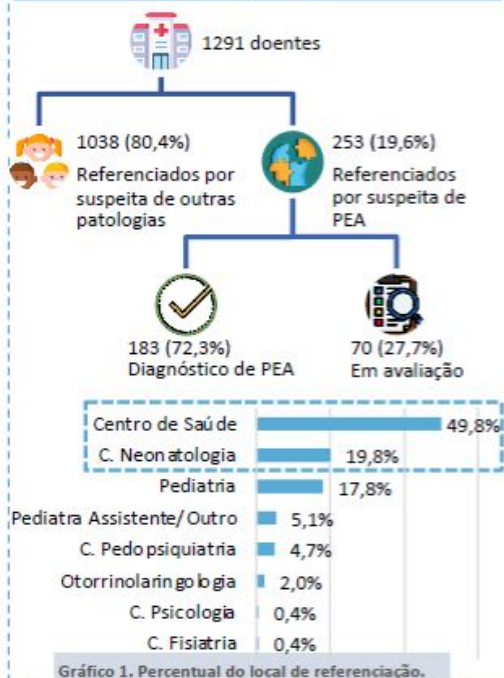 1291 doentes
1038 (80,4%)
Referenciados por
suspeita de outras
patologias
253 (19,6%)
Referenciados
por suspeita de
PEA
183 (72,3%)
Diagnóstico de PEA
70 (27,7%)
Em avaliação
Centro de Saúde 49,8%
C. Neonatologia 19,8%
Pediatria 17,8%
Pediatra Assistente/Outro 5,1%
C. Pedopsiquiatria 4,7%
Otorrinolaringologia 2,0%
C. Psicologia 0,4%
C. Fisiatria 0,4%
Gráfico 1. Percentual do local de referenciação.